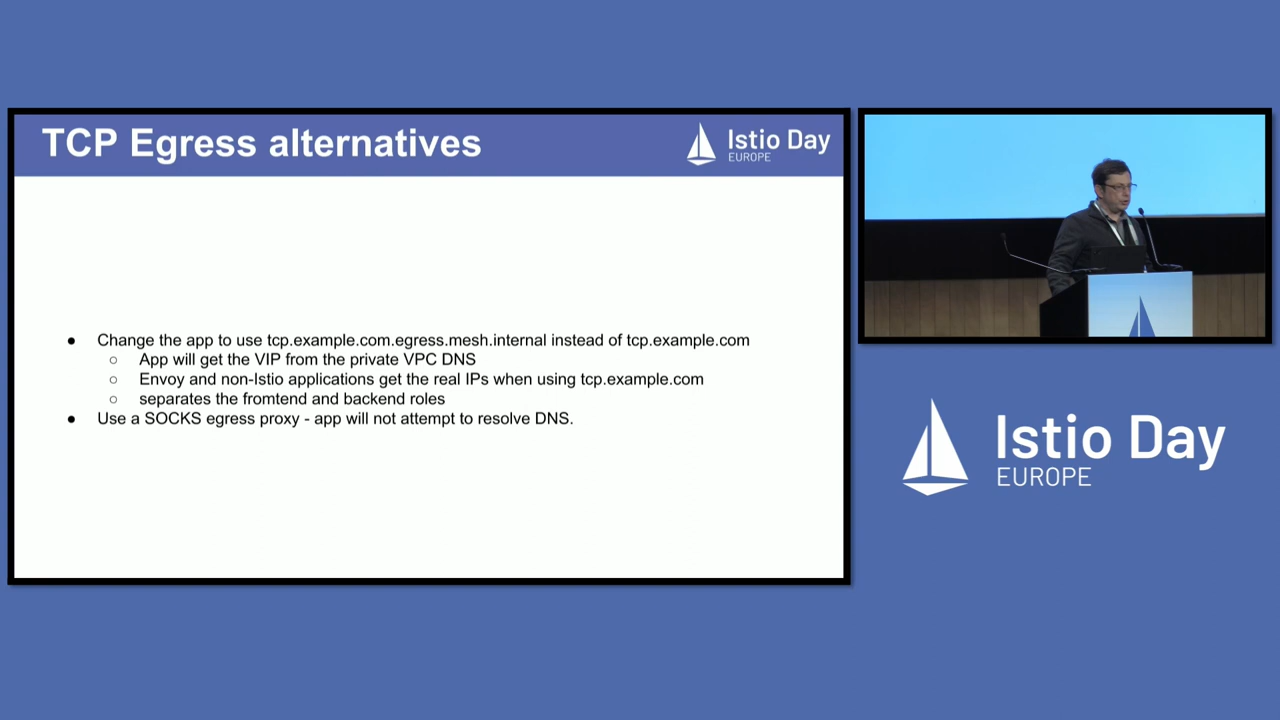 TCP Egress alternatives
Istio Day
EUROPE
● Change the app to use tcp.example.com.egress.mesh.internal instead of tcp.example.com
○ App will get the VIP from the private VPC DNS
○ Envoy and non-Istio applications get the real IPs when using tcp.example.com
○ separates the fromtend and backend roles
● Use a SOCKS egress proxy - app will not attempt to resolve DNS.
Istio Day
EUROPE